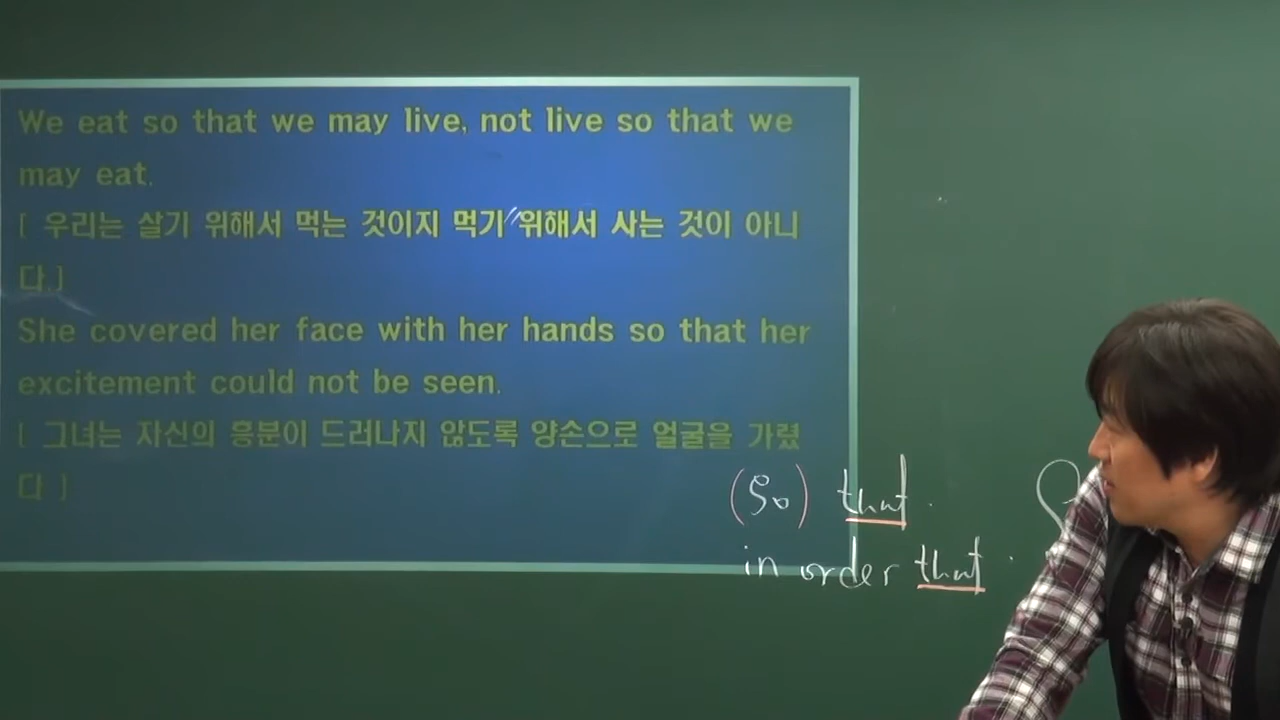 We eat so that we may live, not live so that we
may eat.
[ 우리는 살기 위해서 먹는 것이지 먹기 위해서 사는 것이 아니
다.]
She covered her face with her hands so that her
excitement could not be seen.
[ 그녀는 자신의 흥분이 드러나지 않도록 양손으로 얼굴을 가렸
다 ]
(So) that.
in order that